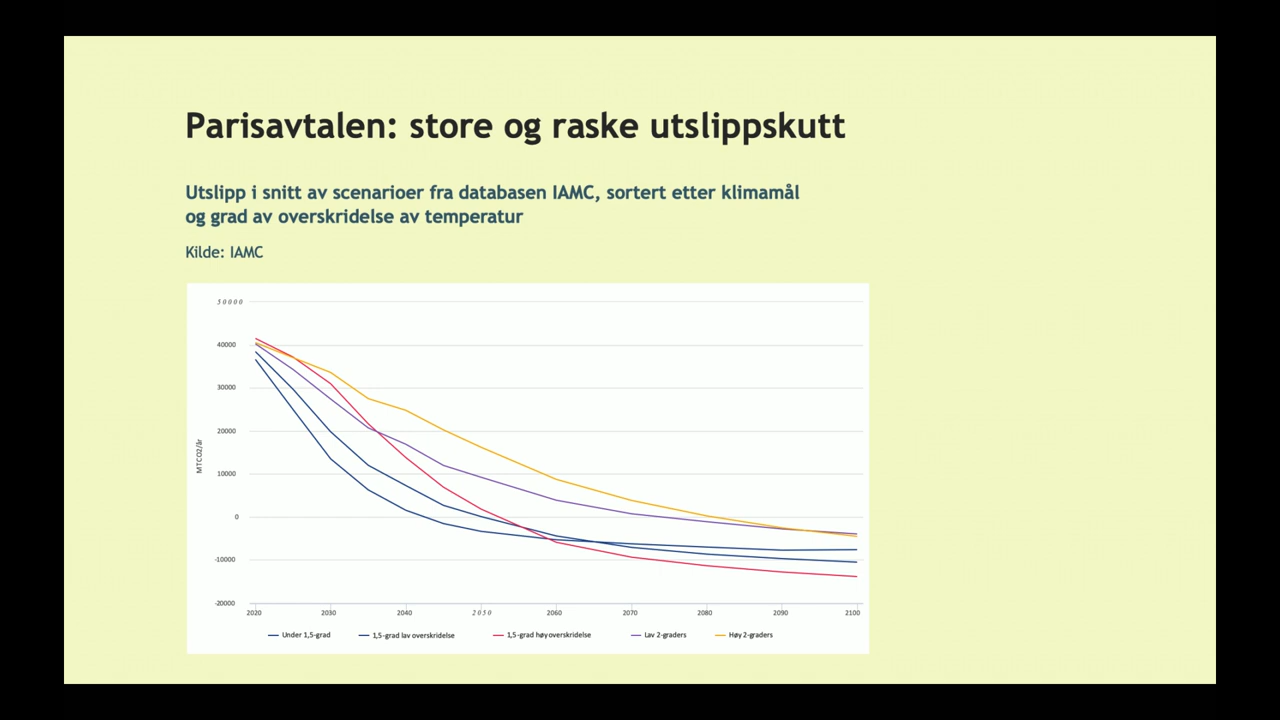 Parisavtalen: store og raske utslippskutt
Utslipp i snitt av scenarioer fra databasen IAMC, sortert etter klimamål
og grad av overskridelse av temperatur
Kilde: IAMC
50000
40000
30000
20000
10000
0
-10000
-20000
MTCO2/år
2020 2030 2040 2050 2060 2070 2080 2090 2100
Under 1,5-grad 1,5-grad lav overskridelse 1,5-grad høy overskridelse Lav 2-graders Høy 2-graders